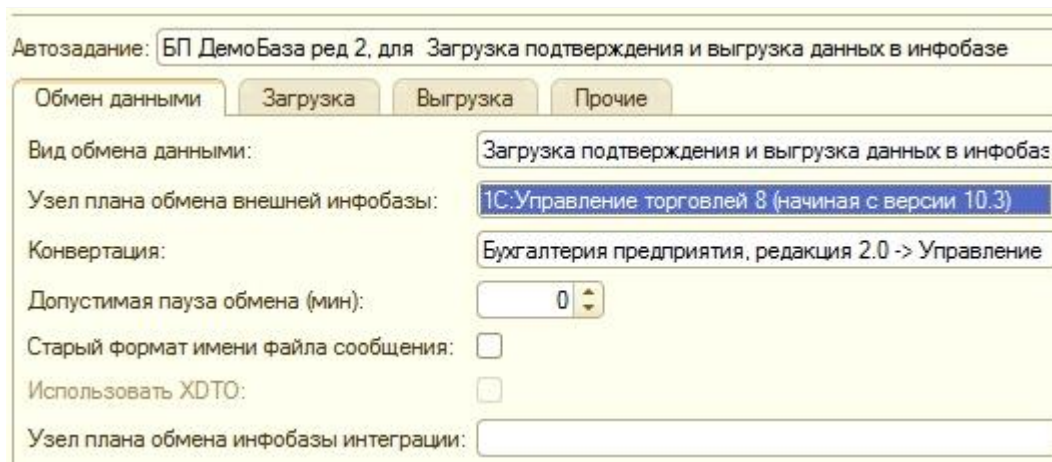 Автозадание: БП ДемоБаза ред 2, для  Загрузка подтверждения и выгрузка данных в инфобазе
Обмен данными Загрузка Выгрузка Прочие
Вид обмена данными: Загрузка подтверждения и выгрузка данных в инфобаз
Узел плана обмена внешней инфобазы: 1С:Управление торговлей 8 (начиная с версии 10.3)
Конвертация: Бухгалтерия предприятия, редакция 2.0 -> Управление
Допустимая пауза обмена (мин): 0
Старый формат имени файла сообщения:
Использовать XDTO:
Узел плана обмена инфобазы интеграции: